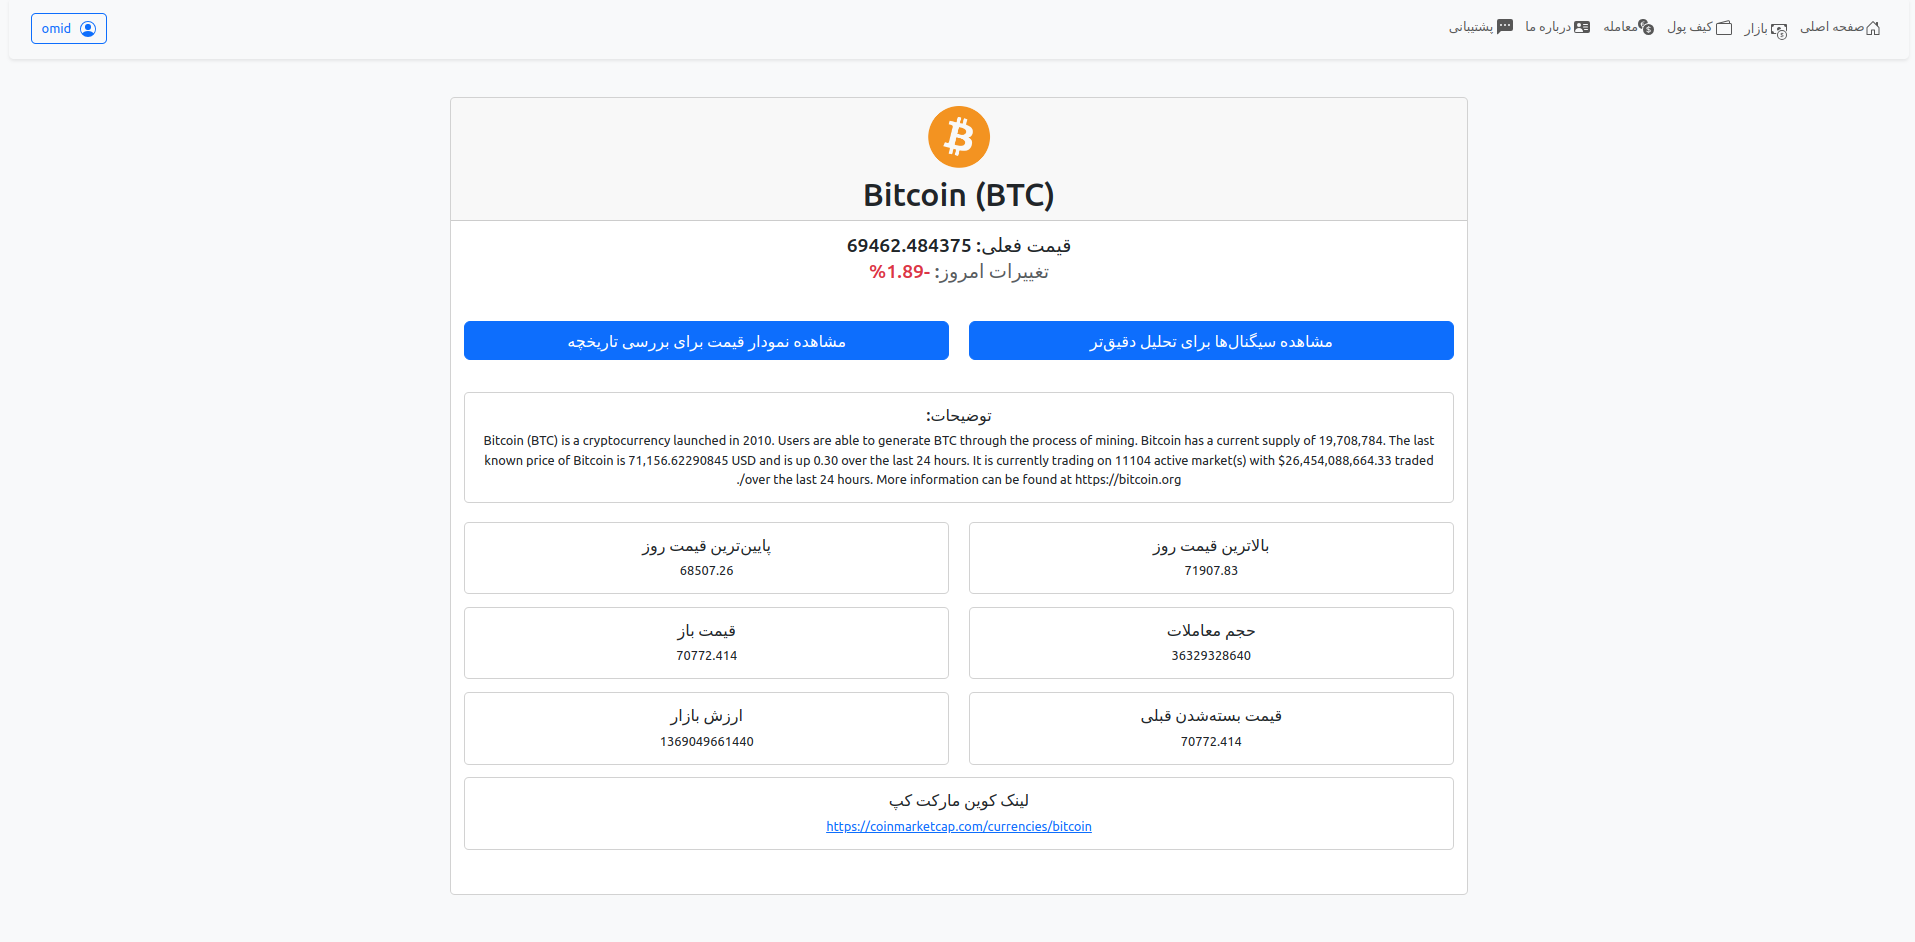 صفحه اصلی
بازار
کیف پول
معامله
درباره ما
پشتیبانی
omid
Bitcoin (BTC)
قیمت فعلی: 69462.484375
تغییرات امروز: -1.89%
مشاهده سیگنال‌ها برای تحلیل دقیق‌تر
مشاهده نمودار قیمت برای بررسی تاریخچه
توضیحات:
Bitcoin (BTC) is a cryptocurrency launched in 2010. Users are able to generate BTC through the process of mining. Bitcoin has a current supply of 19,708,784. The last
known price of Bitcoin is 71,156.62290845 USD and is up 0.30 over the last 24 hours. It is currently trading on 11104 active market(s) with $26,454,088,664.33 traded
./over the last 24 hours. More information can be found at https://bitcoin.org
بالاترین قیمت روز
71907.83
پایین‌ترین قیمت روز
68507.26
حجم معاملات
36329328640
قیمت باز
70772.414
قیمت بسته‌شدن قبلی
70772.414
ارزش بازار
1369049661440
لینک کوین مارکت کپ
https://coinmarketcap.com/currencies/bitcoin